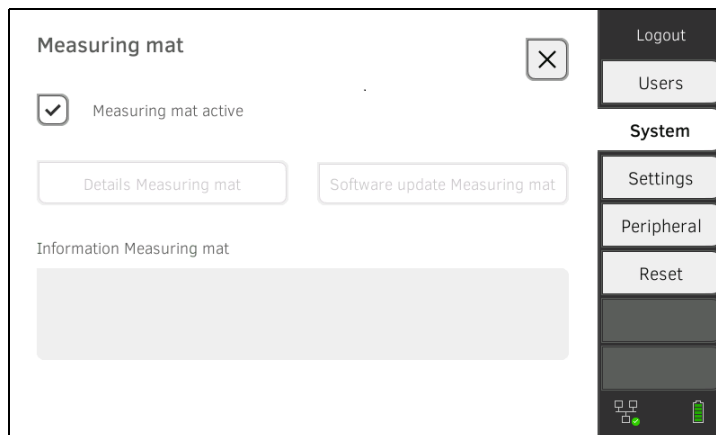 Measuring mat
Measuring mat active
Details Measuring mat
Software update Measuring mat
Information Measuring mat
Logout
Users
System
Settings
Peripheral
Reset